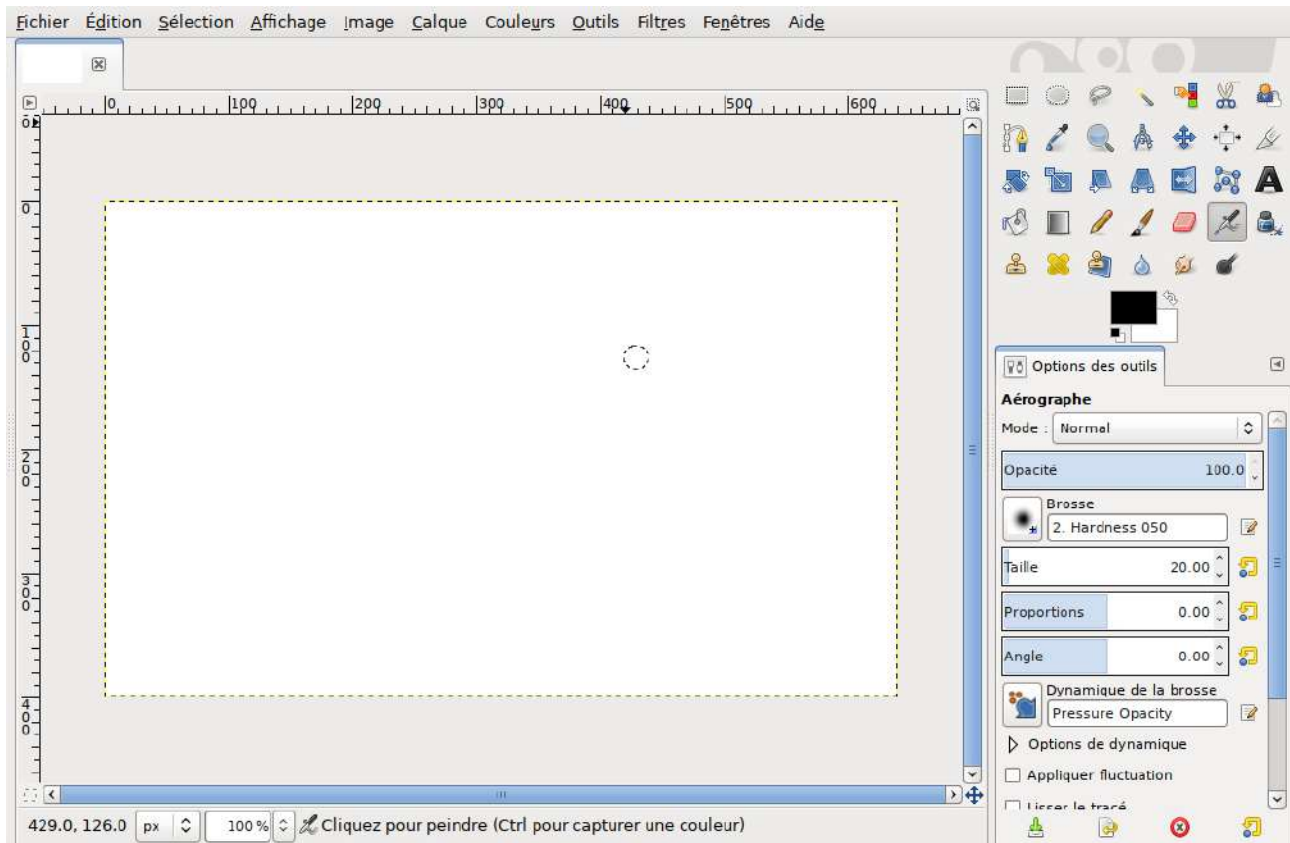 Fichier Édition Sélection Affichage Image Calque Couleurs Outils Filtres Fenêtres Aide
0 100 200 300 400 500 600
0
100
200
300
400
Options des outils
Aérographe
Mode : Normal
Opacité 100.0
Brosse
2. Hardness 050
Taille 20.00
Proportions 0.00
Angle 0.00
Dynamique de la brosse
Pressure Opacity
Options de dynamique
Appliquer fluctuation
Lisser le tracé
429.0, 126.0 px 100 % Cliquez pour peindre (Ctrl pour capturer une couleur)